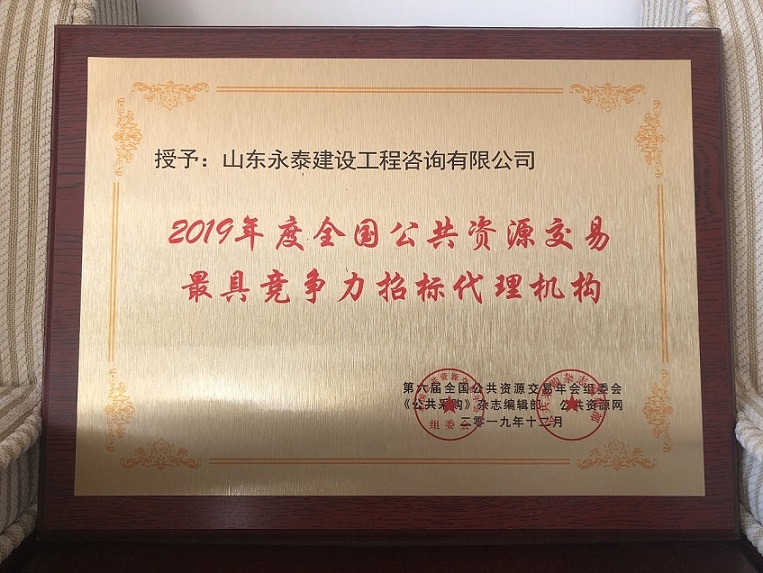 授予：山东永泰建设工程咨询有限公司
2019年度全国公共资源交易
最具竞争力招标代理机构
第六届全国公共资源交易年会组委会
《公共采购》杂志编辑部 公共资源网
二零一九年十二月
组委会